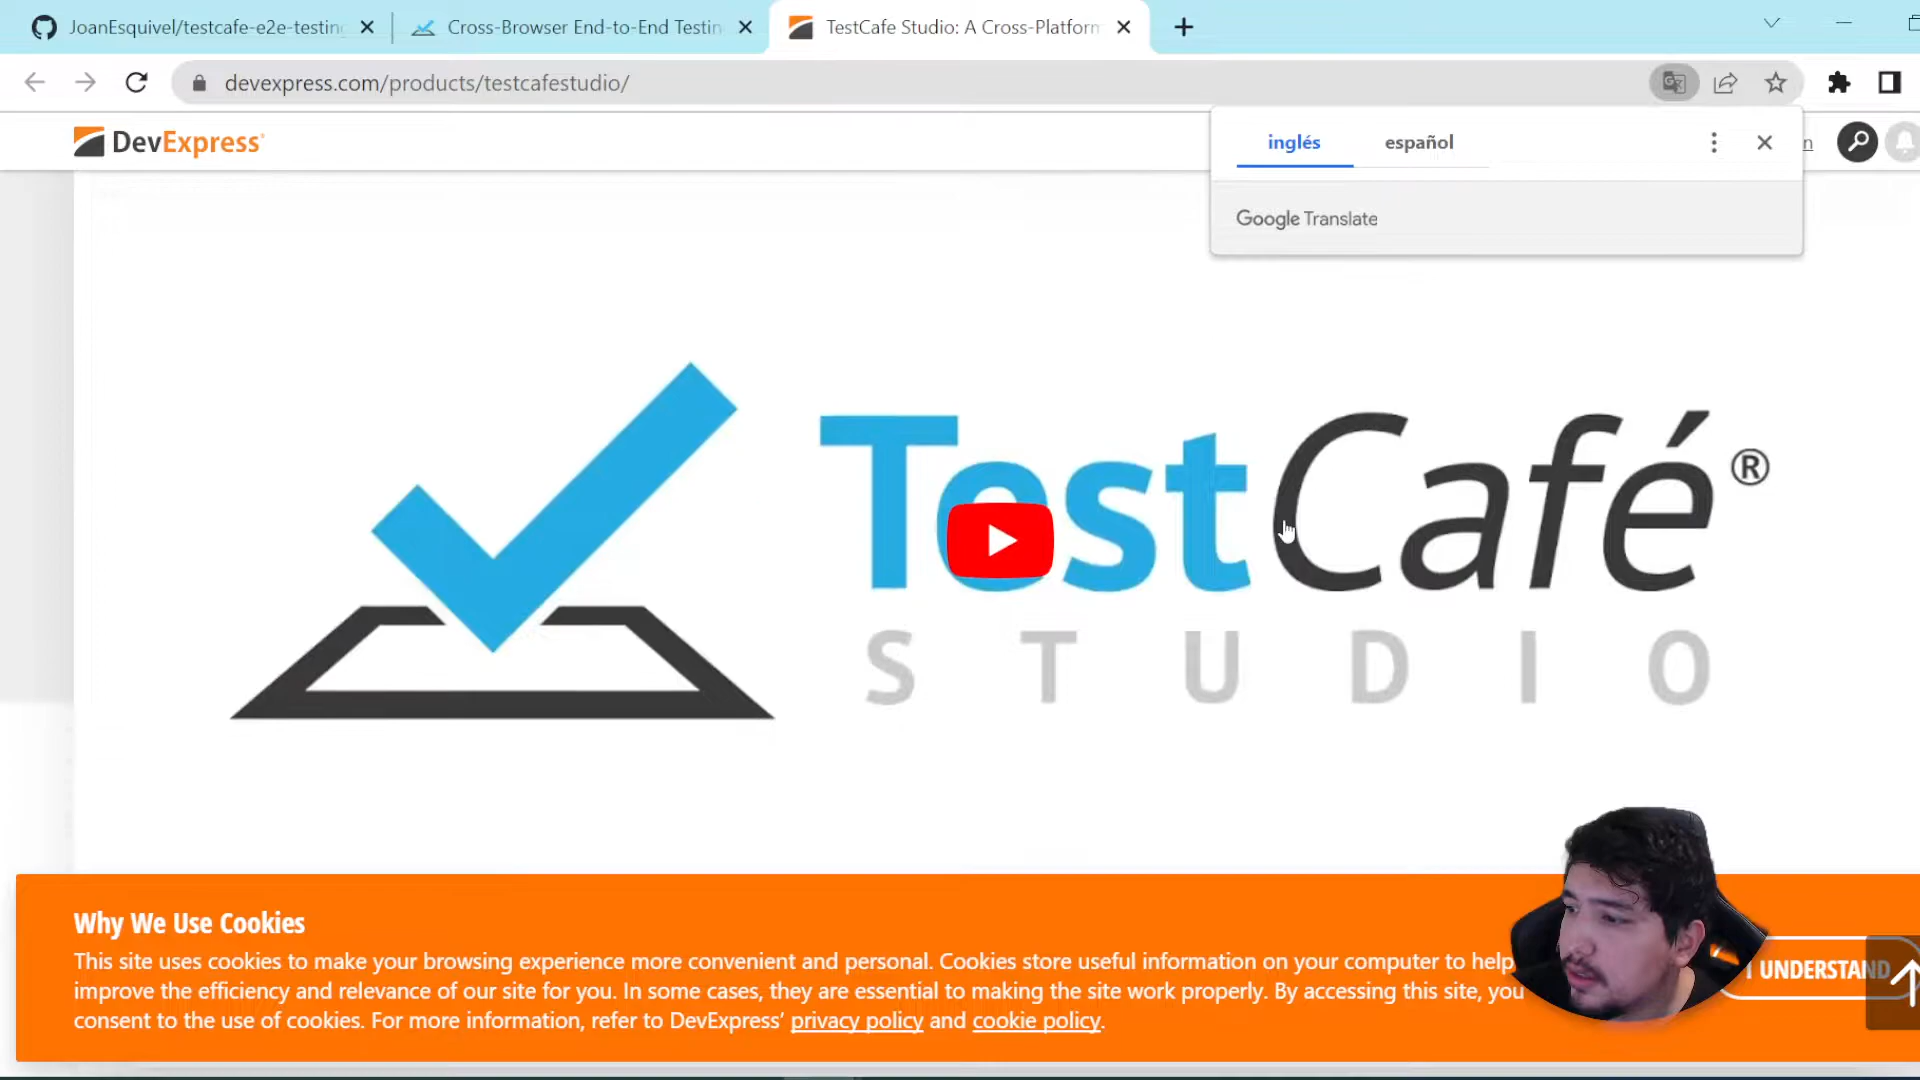 JoanEsquivel/testcafe-e2e-testing
Cross-Browser End-to-End Testin
TestCafe Studio: A Cross-Platform
devexpress.com/products/testcafestudio/
DevExpress
inglés
español
n
Google Translate
TestCafé®
STUDIO
Why We Use Cookies
This site uses cookies to make your browsing experience more convenient and personal. Cookies store useful information on your computer to help
improve the efficiency and relevance of our site for you. In some cases, they are essential to making the site work properly. By accessing this site, you
consent to the use of cookies. For more information, refer to DevExpress' privacy policy and cookie policy.
I UNDERSTAND